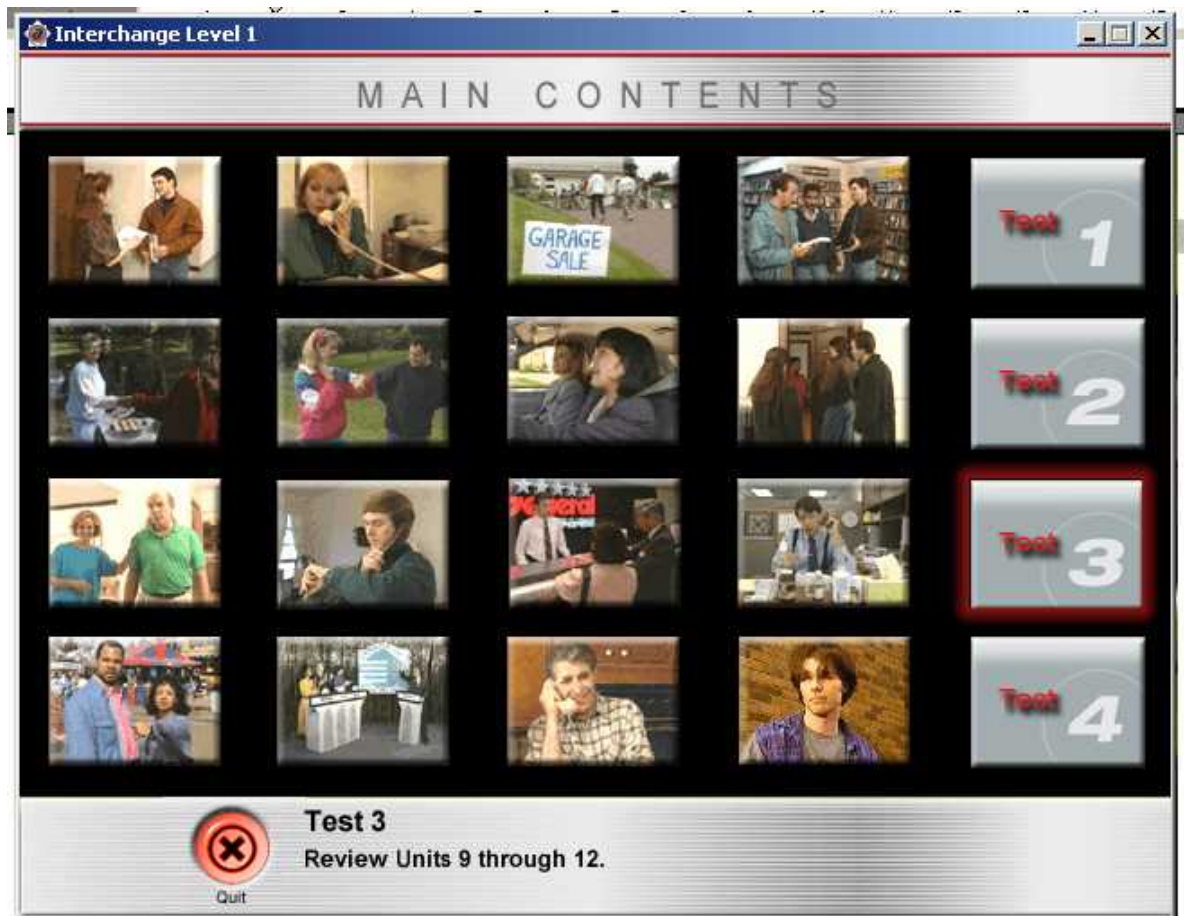 Interchange Level 1
MAIN CONTENTS
GARAGE
SALE
Test 1
Test 2
Test 3
Test 4
Test 3
Review Units 9 through 12.
Quit